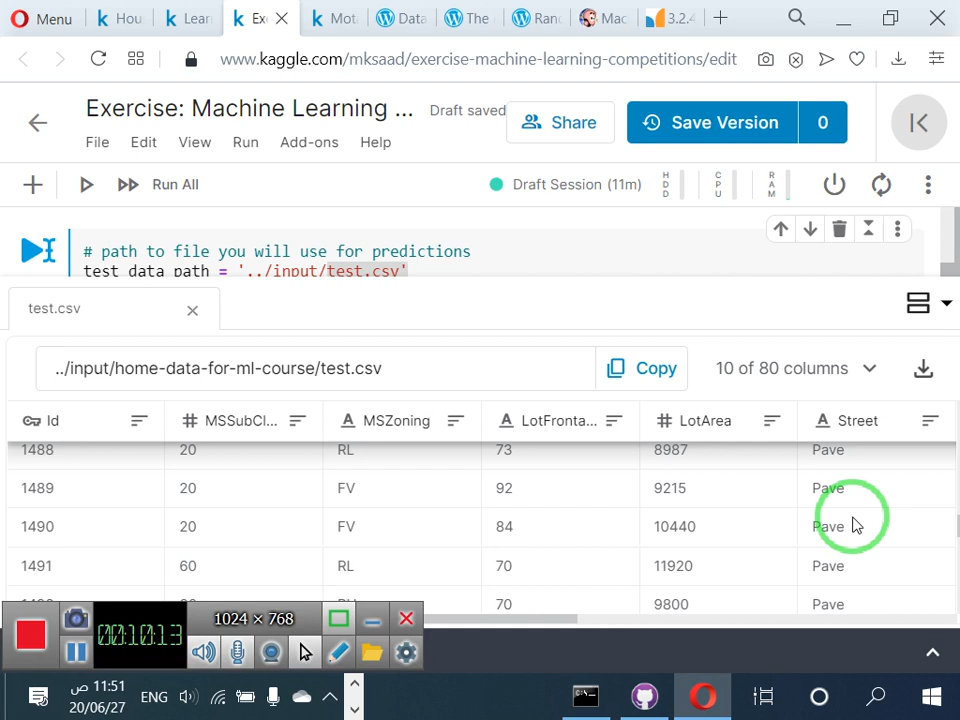 Menu
Hou
Learn
Exe
Mota
Data
The
Ran
Mac
3.2.4
www.kaggle.com/mksaad/exercise-machine-learning-competitions/edit
Exercise: Machine Learning ...
Draft saved
Share
Save Version
0
File
Edit
View
Run
Add-ons
Help
Run All
Draft Session (11m)
HDD
CPU
RAM
# path to file you will use for predictions
test_data_path = '../input/test.csv'
test.csv
../input/home-data-for-ml-course/test.csv
Copy
10 of 80 columns
Id MSSubCl... MSZoning LotFronta... LotArea Street
1488 20 RL 73 8987 Pave
1489 20 FV 92 9215 Pave
1490 20 FV 84 10440 Pave
1491 60 RL 70 11920 Pave
70 9800 Pave
00:10:13
1024 × 768
11:51 ص
ENG
20/06/27